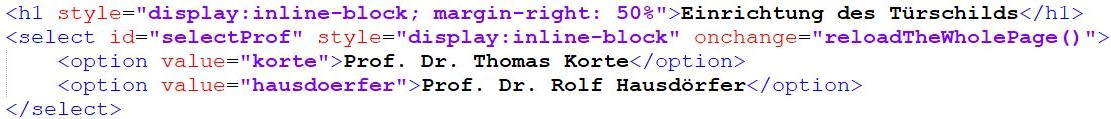 <h1 style="display:inline-block; margin-right: 50%">Einrichtung des Türschilds</h1>
<select id="selectProf" style="display:inline-block" onchange="reloadTheWholePage()">
<option value="korte">Prof. Dr. Thomas Korte</option>
<option value="hausdoerfer">Prof. Dr. Rolf Hausdörfer</option>
</select>